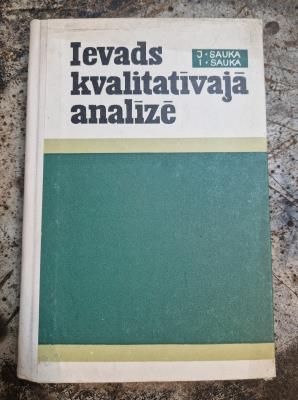 Ievads
kvalitatīvajā
analīzē
J·SAUKA
I·SAUKA